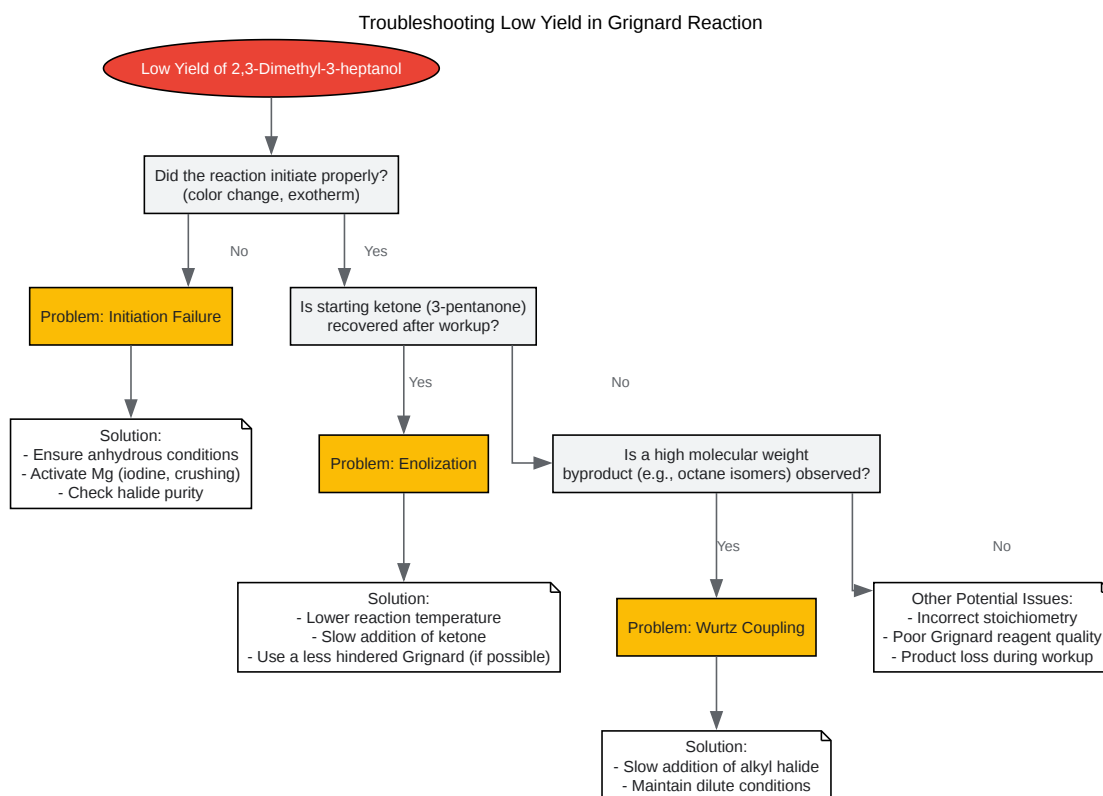 Troubleshooting Low Yield in Grignard Reaction
Low Yield of 2,3-Dimethyl-3-heptanol
Did the reaction initiate properly?
(color change, exotherm)
No
Yes
Problem: Initiation Failure
Is starting ketone (3-pentanone)
recovered after workup?
Solution:
- Ensure anhydrous conditions
- Activate Mg (iodine, crushing)
- Check halide purity
Yes
No
Problem: Enolization
Is a high molecular weight
byproduct (e.g., octane isomers) observed?
Solution:
- Lower reaction temperature
- Slow addition of ketone
- Use a less hindered Grignard (if possible)
Yes
No
Problem: Wurtz Coupling
Other Potential Issues:
- Incorrect stoichiometry
- Poor Grignard reagent quality
- Product loss during workup
Solution:
- Slow addition of alkyl halide
- Maintain dilute conditions